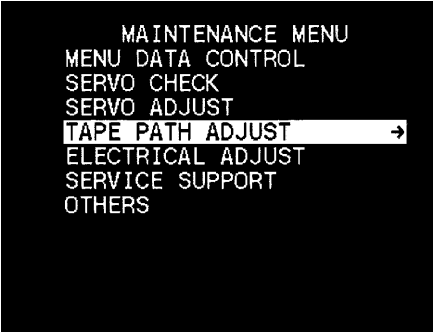 MAINTENANCE MENU
MENU DATA CONTROL
SERVO CHECK
SERVO ADJUST
TAPE PATH ADJUST →
ELECTRICAL ADJUST
SERVICE SUPPORT
OTHERS